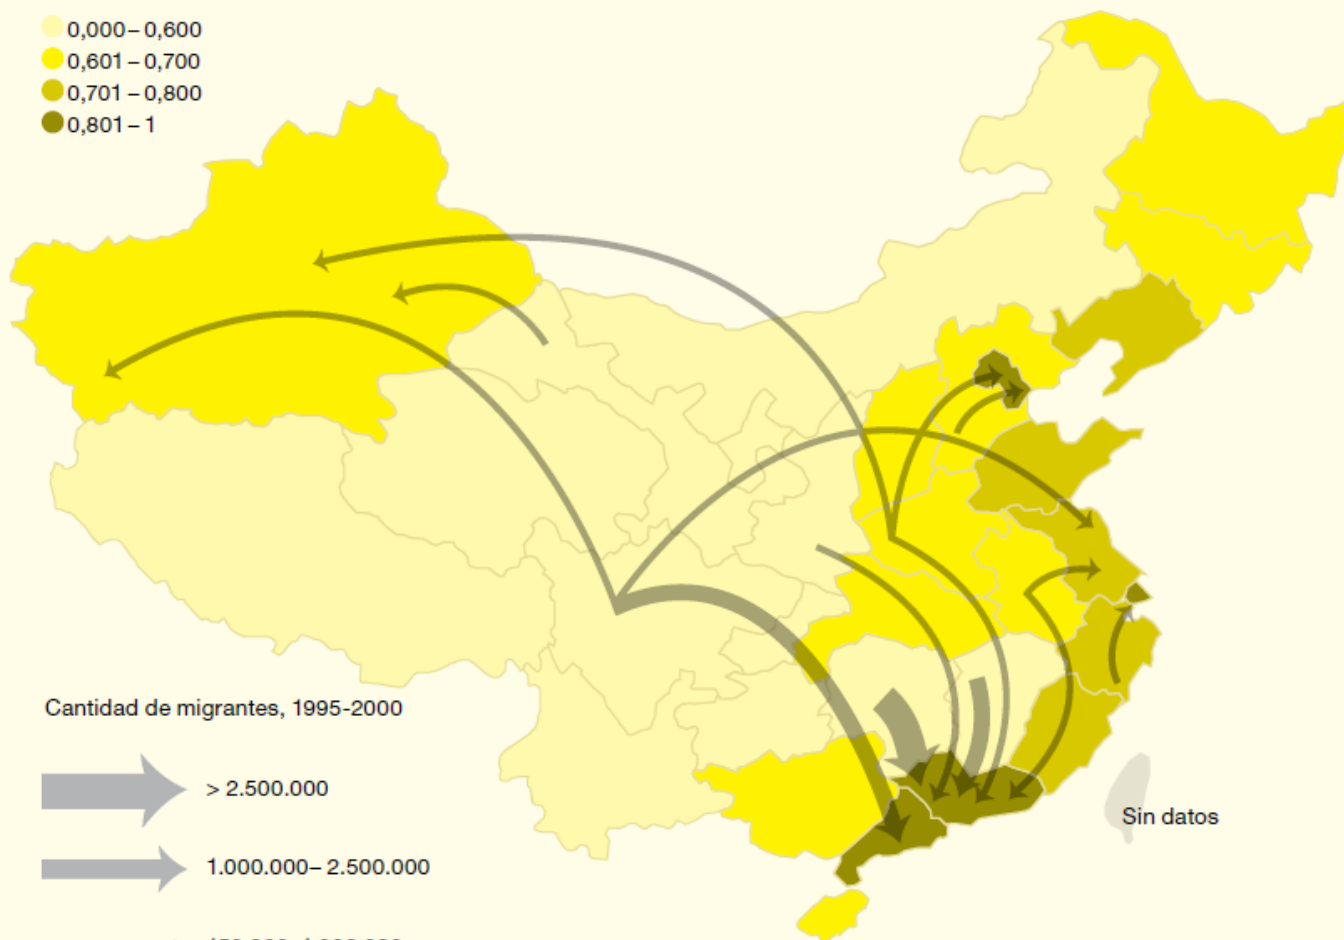 0,000 – 0,600
0,601 – 0,700
0,701 – 0,800
0,801 – 1
Cantidad de migrantes, 1995-2000
> 2.500.000
1.000.000– 2.500.000
Sin datos